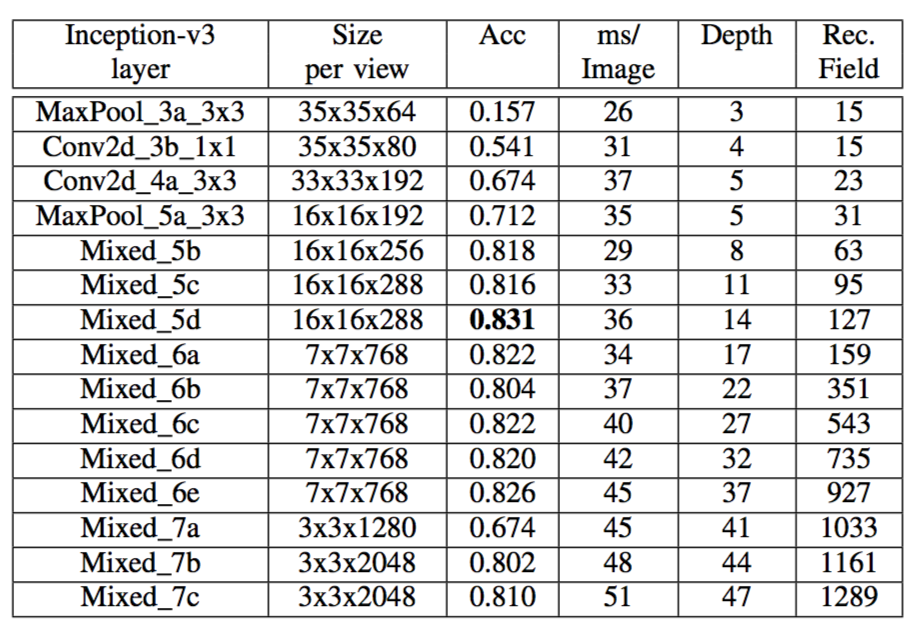 Inception-v3 layer Size per view Acc ms/ Image Depth Rec. Field
MaxPool_3a_3x3 35x35x64 0.157 26 3 15
Conv2d_3b_1x1 35x35x80 0.541 31 4 15
Conv2d_4a_3x3 33x33x192 0.674 37 5 23
MaxPool_5a_3x3 16x16x192 0.712 35 5 31
Mixed_5b 16x16x256 0.818 29 8 63
Mixed_5c 16x16x288 0.816 33 11 95
Mixed_5d 16x16x288 0.831 36 14 127
Mixed_6a 7x7x768 0.822 34 17 159
Mixed_6b 7x7x768 0.804 37 22 351
Mixed_6c 7x7x768 0.822 40 27 543
Mixed_6d 7x7x768 0.820 42 32 735
Mixed_6e 7x7x768 0.826 45 37 927
Mixed_7a 3x3x1280 0.674 45 41 1033
Mixed_7b 3x3x2048 0.802 48 44 1161
Mixed_7c 3x3x2048 0.810 51 47 1289